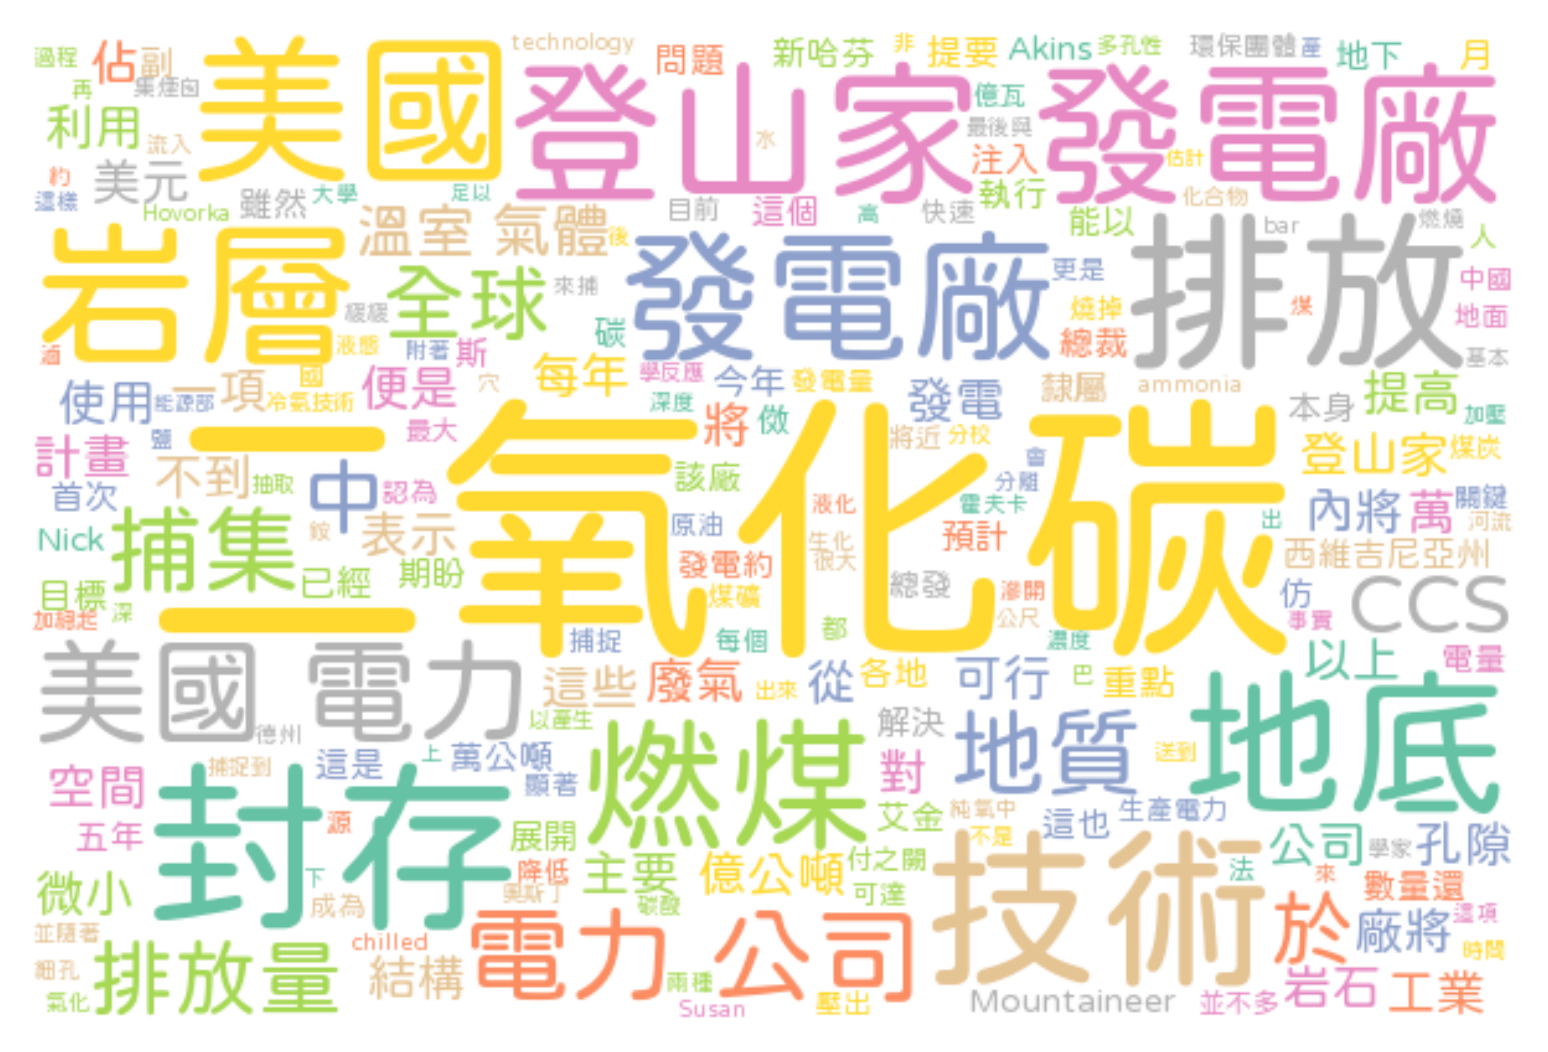 過程 佔 副 美國 technology 問題 新哈芬 非 提要 Akins 多孔性 環保團體 產 地下 月
再 集煙囪 登山家 發電廠 億瓦
利用 流入 水 最後與
約 美元 注入 估計
這樣 Hovorka 雖然 大學 足以 目前 這個 高 快速 執行 化合物
岩層 溫室 氣體 後 發電廠 能以 排放 bar 燃燒 人
全球 來捕 更是 中國
緩緩 碳 燒掉 煤 地面
滷 液態 附著 斯 總裁 基本
使用 一項 國 便是 穴 每年 學反應 今年 發電量 發電 隸屬 ammonia 提高
能源部 冷氣技術 最大 深度 將 做 本身 加壓
計畫 鹽 二氧化碳 將近 分校 登山家 煤炭
不到 抽取 中 認為 該廠 會 分離
首次 液化 霍夫卡 出 內將 萬 關鍵 河流
Nick 捕集 銨 表示 原油 生化 預計 西維吉尼亞州
已經 期盼 發電約 很大
目標 深 煤礦 總發 滲開 仿 CCS
加總起 一 捕捉 每個 都 公尺 濃度 事實
美國 電力 這些 廢氣 出來 從 各地 可行 巴 重點 以上 電量
德州 以產生 解決 地質 地底
捕捉到 這是 上 萬公噸 燃煤 送到
空間 封存 顯著 對
五年 源 展開 艾金 純氧中 這也 生產電力
微小 下 降低 主要 億公噸 付之闕 不是 技術 法 公司 學家 孔隙
成為 奧斯丁 碳酸 可達 來 數量還
並隨著 chilled 電力 公司 於 廠將 這項
細孔 排放量 結構 兩種 時間
氧化 Susan 壓出 Mountaineer 並不多 岩石 工業